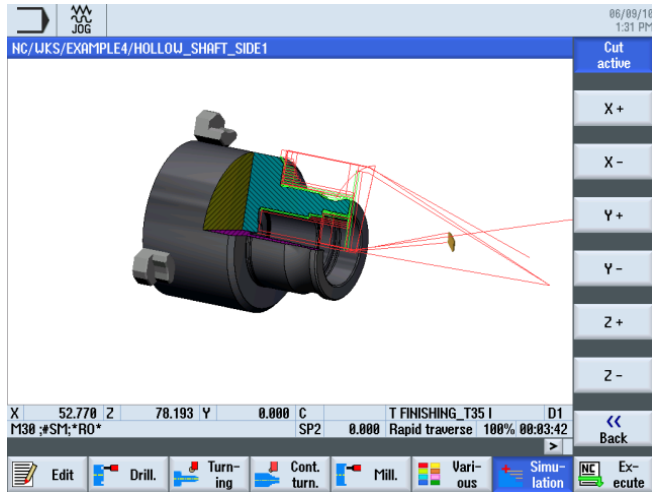 JOG
06/09/10
1:31 PM
NC/WKS/EXAMPLE4/HOLLOW_SHAFT_SIDE1
Cut
active
X +
X -
Y +
Y -
Z +
Z -
<<
Back
X 52.770 Z 78.193 Y 0.000 C T FINISHING_T35 I D1
M30 ;#SM;*RO* SP2 0.000 Rapid traverse 100% 00:03:42
>
Edit
Drill.
Turn-
ing
Cont.
turn.
Mill.
Vari-
ous
Simu-
lation
NC
Ex-
ecute